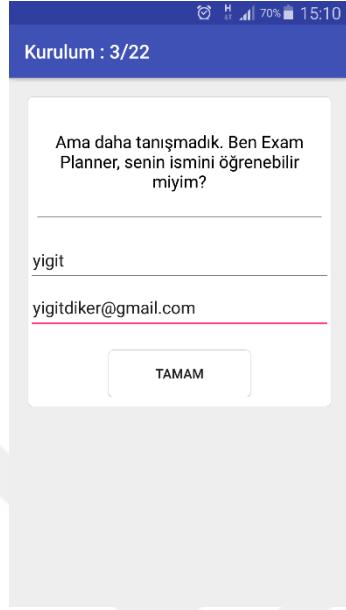 70% 15:10
Kurulum : 3/22
Ama daha tanışmadık. Ben Exam
Planner, senin ismini öğrenebilir
miyim?
yigit
yigitdiker@gmail.com
TAMAM